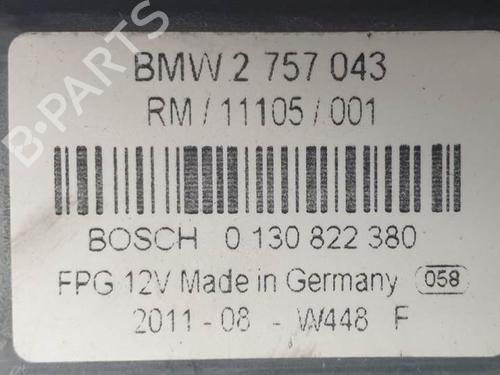 B-PARTS
BMW 2 757 043
RM / 11105 / 001
BOSCH 0 130 822 380
FPG 12V Made in Germany 058
2011 - 08 - W448 F